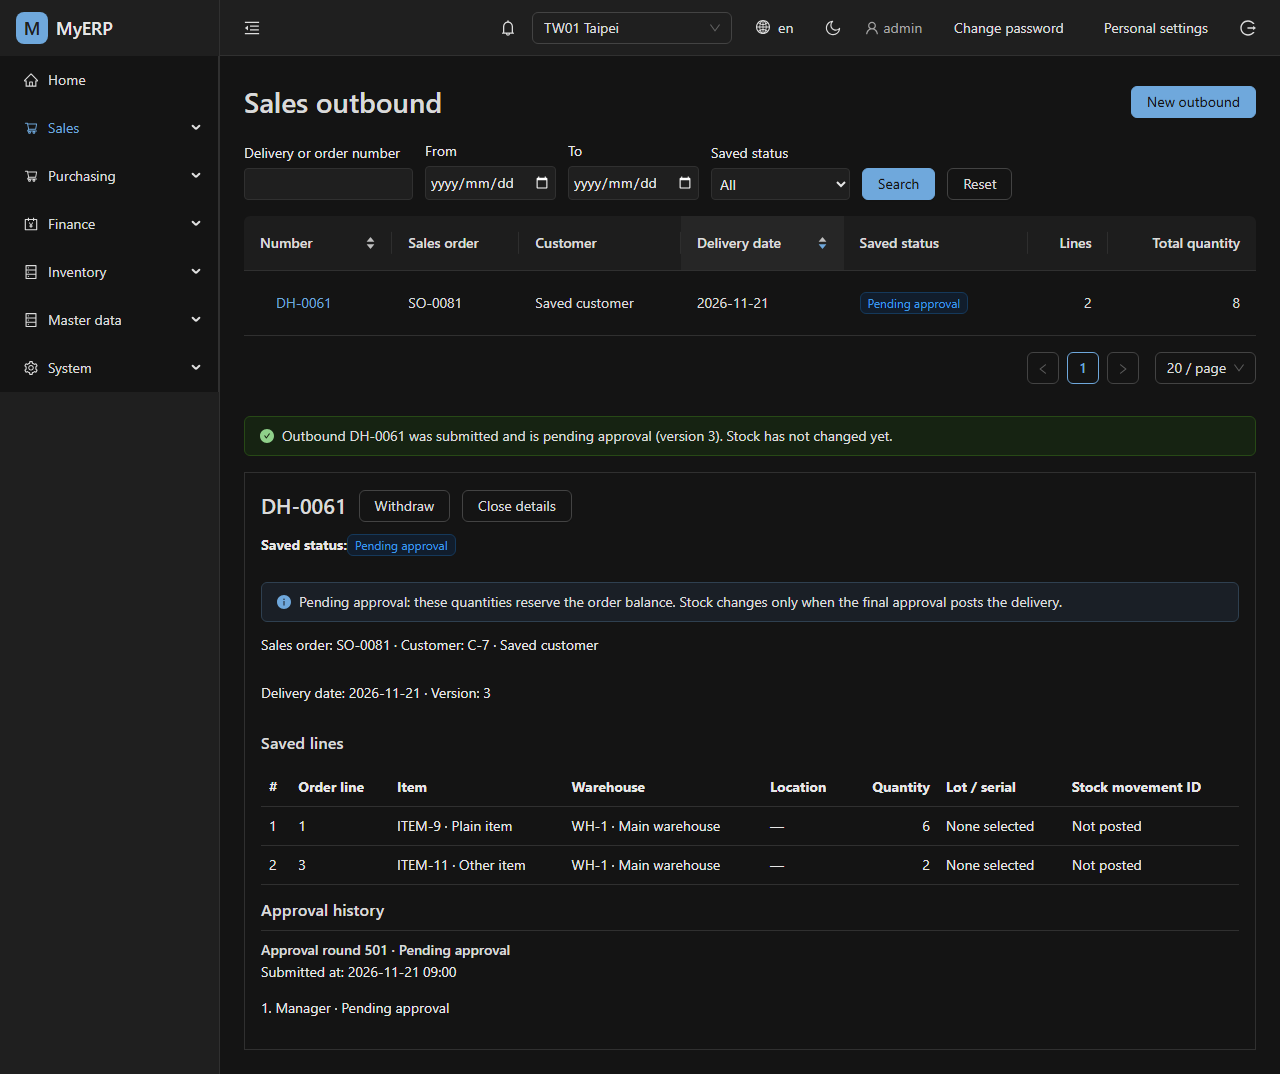 M MyERP
TW01 Taipei
en
admin
Change password
Personal settings
Home
Sales
Purchasing
Finance
Inventory
Master data
System
Sales outbound
New outbound
Delivery or order number
From
To
Saved status
yyyy/mm/dd
yyyy/mm/dd
All
Search
Reset
Number Sales order Customer Delivery date Saved status Lines Total quantity
DH-0061 SO-0081 Saved customer 2026-11-21 Pending approval 2 8
< 1 > 20 / page
Outbound DH-0061 was submitted and is pending approval (version 3). Stock has not changed yet.
DH-0061 Withdraw Close details
Saved status: Pending approval
Pending approval: these quantities reserve the order balance. Stock changes only when the final approval posts the delivery.
Sales order: SO-0081 · Customer: C-7 · Saved customer
Delivery date: 2026-11-21 · Version: 3
Saved lines
# Order line Item Warehouse Location Quantity Lot / serial Stock movement ID
1 1 ITEM-9 · Plain item WH-1 · Main warehouse — 6 None selected Not posted
2 3 ITEM-11 · Other item WH-1 · Main warehouse — 2 None selected Not posted
Approval history
Approval round 501 · Pending approval
Submitted at: 2026-11-21 09:00
1. Manager · Pending approval